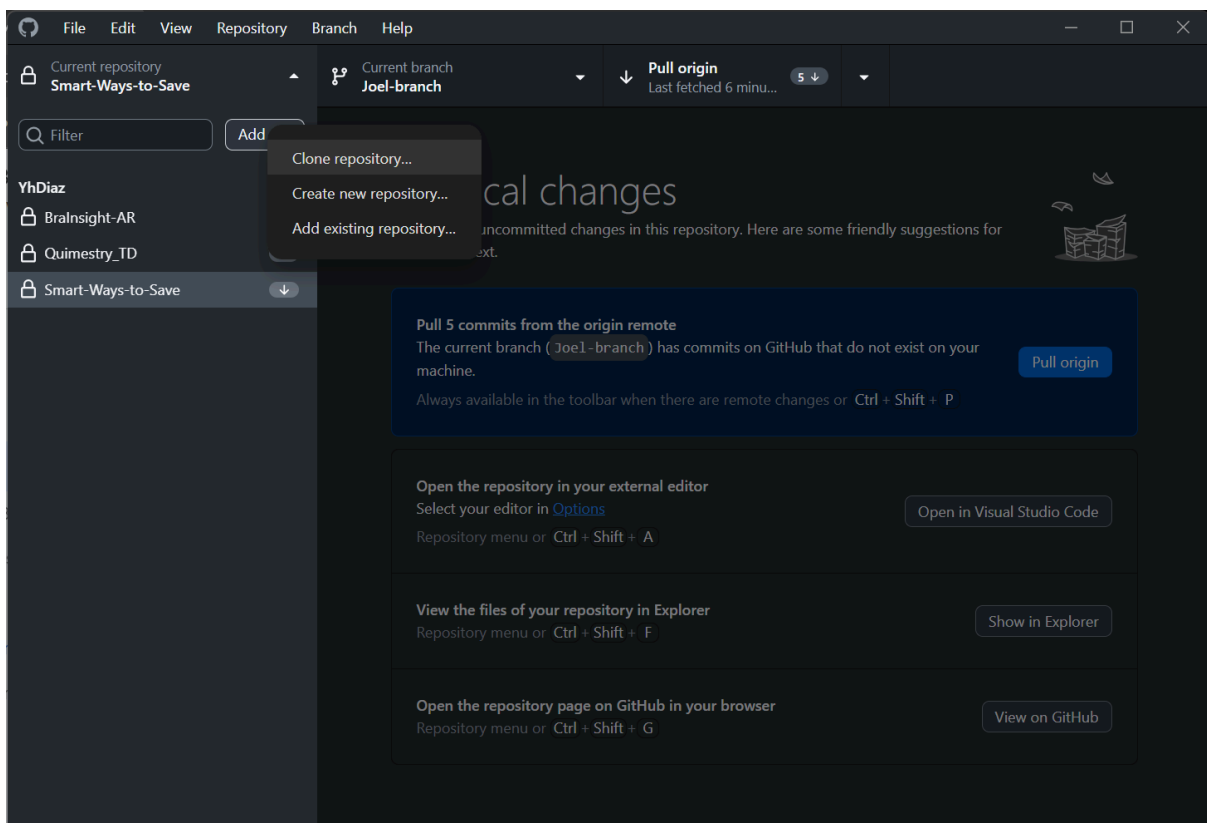 File Edit View Repository Branch Help
Current repository
Smart-Ways-to-Save
Current branch
Joel-branch
Pull origin
Last fetched 6 minu...
5
Filter
Add
Clone repository...
Create new repository...
Add existing repository...
YhDiaz
BraInsight-AR
Quimestry_TD
Smart-Ways-to-Save
cal changes
uncommitted changes in this repository. Here are some friendly suggestions for
ext.
Pull 5 commits from the origin remote
The current branch (Joel-branch) has commits on GitHub that do not exist on your
machine.
Always available in the toolbar when there are remote changes or Ctrl + Shift + P
Pull origin
Open the repository in your external editor
Select your editor in Options
Repository menu or Ctrl + Shift + A
Open in Visual Studio Code
View the files of your repository in Explorer
Repository menu or Ctrl + Shift + F
Show in Explorer
Open the repository page on GitHub in your browser
Repository menu or Ctrl + Shift + G
View on GitHub